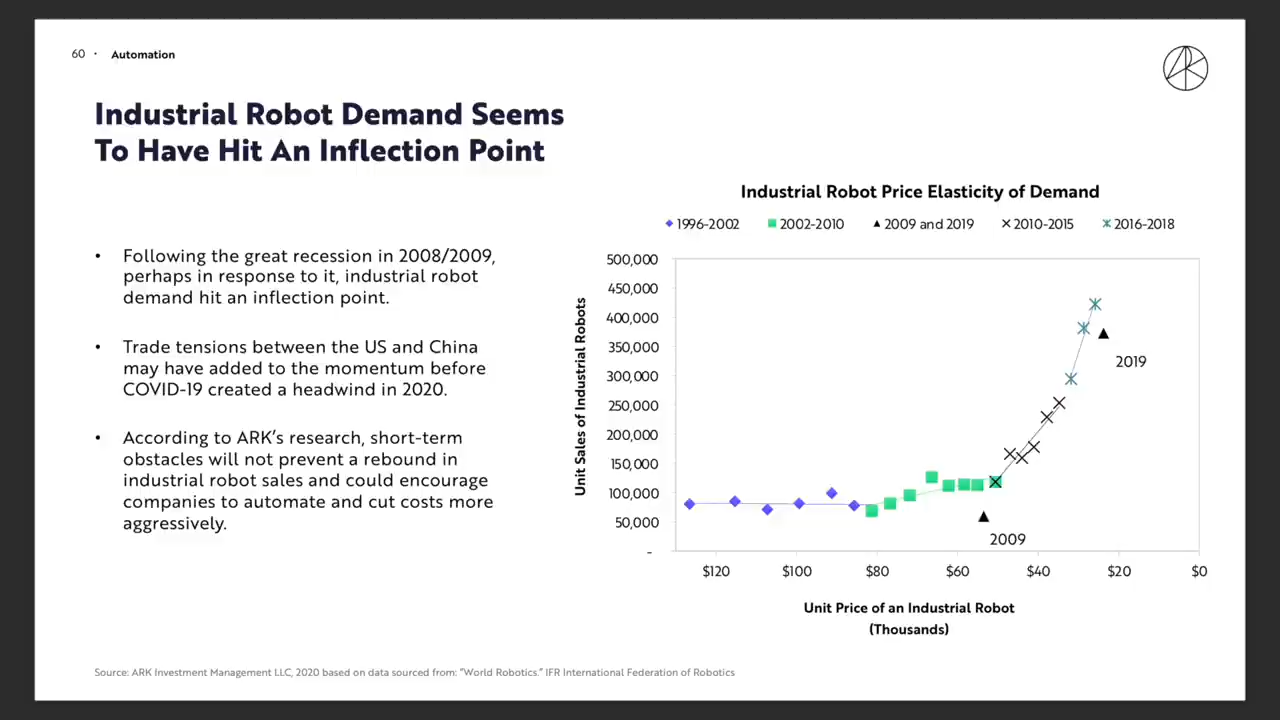 60 • Automation
Industrial Robot Demand Seems
To Have Hit An Inflection Point
• Following the great recession in 2008/2009,
perhaps in response to it, industrial robot
demand hit an inflection point.
• Trade tensions between the US and China
may have added to the momentum before
COVID-19 created a headwind in 2020.
• According to ARK's research, short-term
obstacles will not prevent a rebound in
industrial robot sales and could encourage
companies to automate and cut costs more
aggressively.
Industrial Robot Price Elasticity of Demand
1996-2002 2002-2010 2009 and 2019 2010-2015 2016-2018
Unit Sales of Industrial Robots
500,000
450,000
400,000
350,000
300,000
250,000
200,000
150,000
100,000
50,000
-
2019
2009
$120 $100 $80 $60 $40 $20 $0
Unit Price of an Industrial Robot
(Thousands)
Source: ARK Investment Management LLC, 2020 based on data sourced from: "World Robotics." IFR International Federation of Robotics